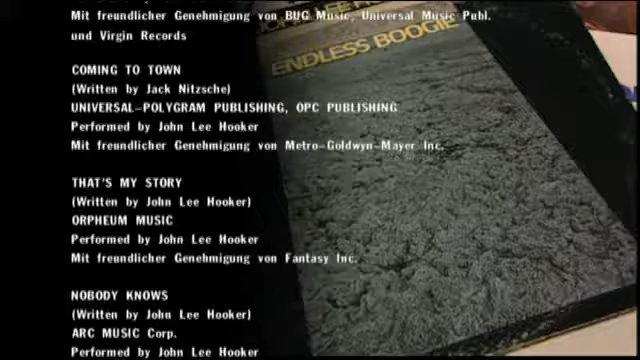 Mit freundlicher Genehmigung von BUG Music, Universal Music Publ.
und Virgin Records
ENDLESS BOOGIE
COMING TO TOWN
(Written by Jack Nitzsche)
UNIVERSAL-POLYGRAM PUBLISHING, OPC PUBLISHING
Performed by John Lee Hooker
Mit freundlicher Genehmigung von Metro-Goldwyn-Mayer Inc.
THAT'S MY STORY
(Written by John Lee Hooker)
ORPHEUM MUSIC
Performed by John Lee Hooker
Mit freundlicher Genehmigung von Fantasy Inc.
NOBODY KNOWS
(Written by John Lee Hooker)
ARC MUSIC Corp.
Performed by John Lee Hooker